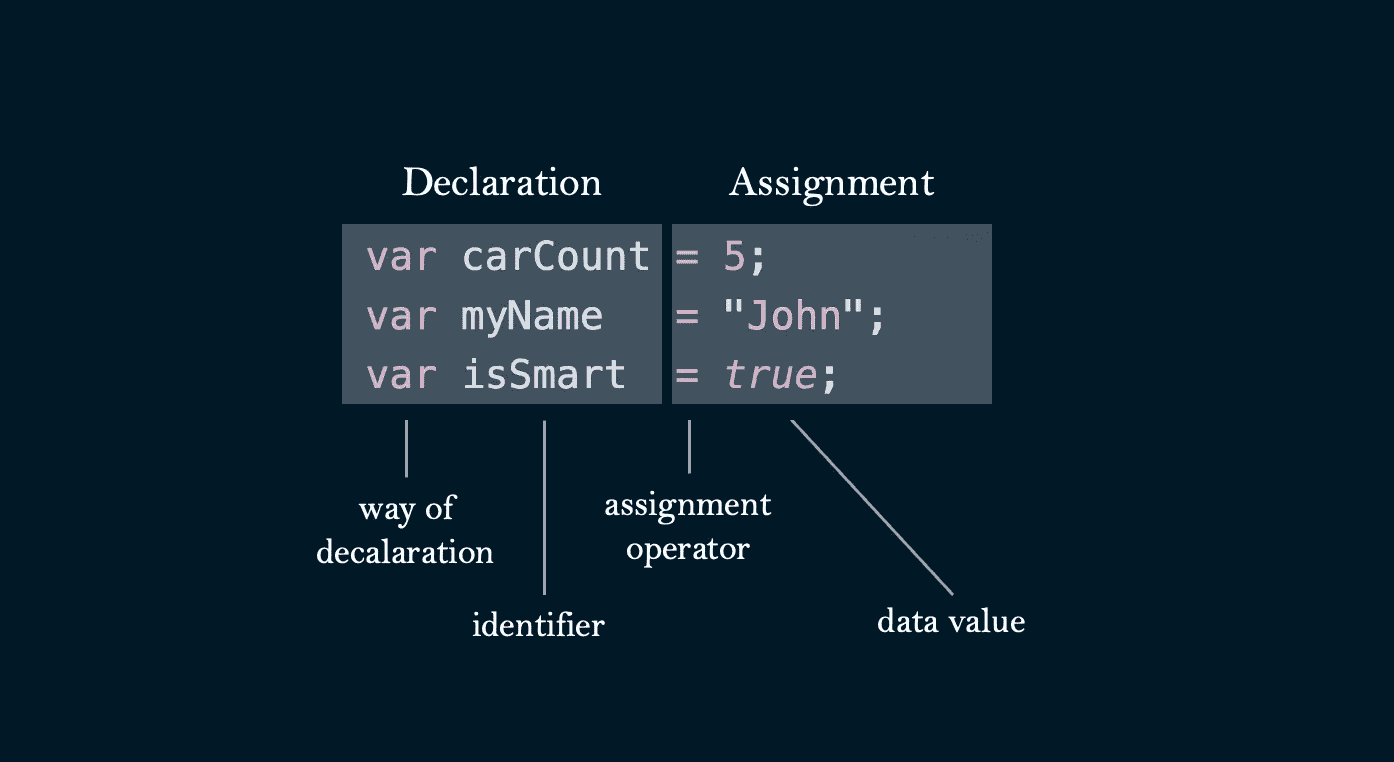 Declaration Assignment
var carCount = 5;
var myName = "John";
var isSmart = true;
way of
decalaration
assignment
operator
identifier
data value